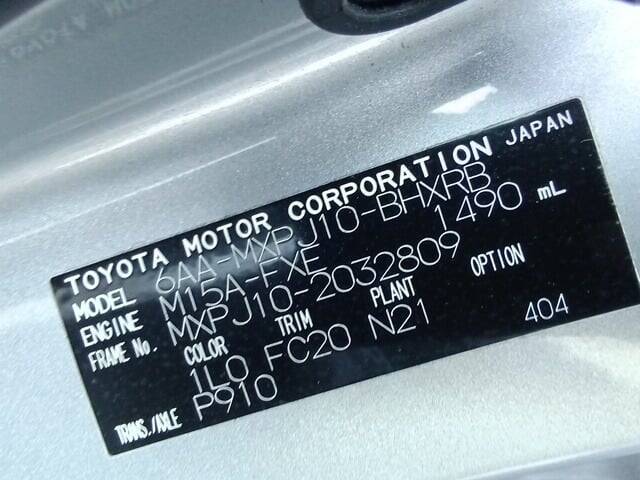 TOYOTA MOTOR CORPORATION JAPAN
MODEL 6AA-MXPJ10-BHXRB
ENGINE M15A-FXE 1490 mL
FRAME No. MXPJ10-2032809
COLOR TRIM PLANT OPTION
1L0 FC20 N21 404
TRANS./AXLE P910